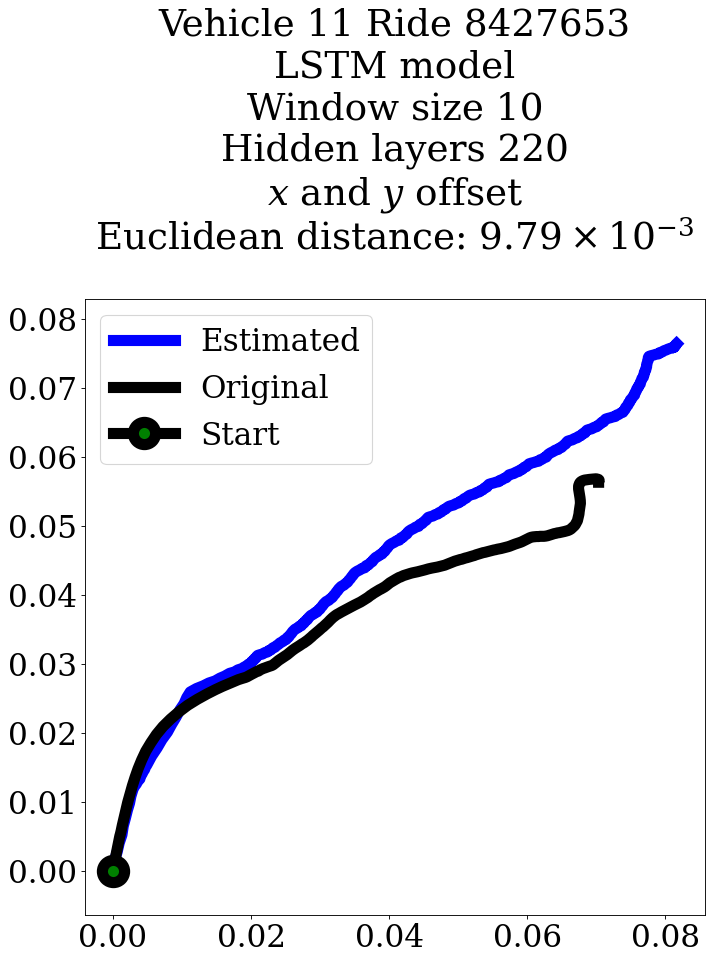 Vehicle 11 Ride 8427653
LSTM model
Window size 10
Hidden layers 220
x and y offset
Euclidean distance: 9.79 × 10⁻³
Estimated
Original
Start
0.08
0.07
0.06
0.05
0.04
0.03
0.02
0.01
0.00
0.00 0.02 0.04 0.06 0.08